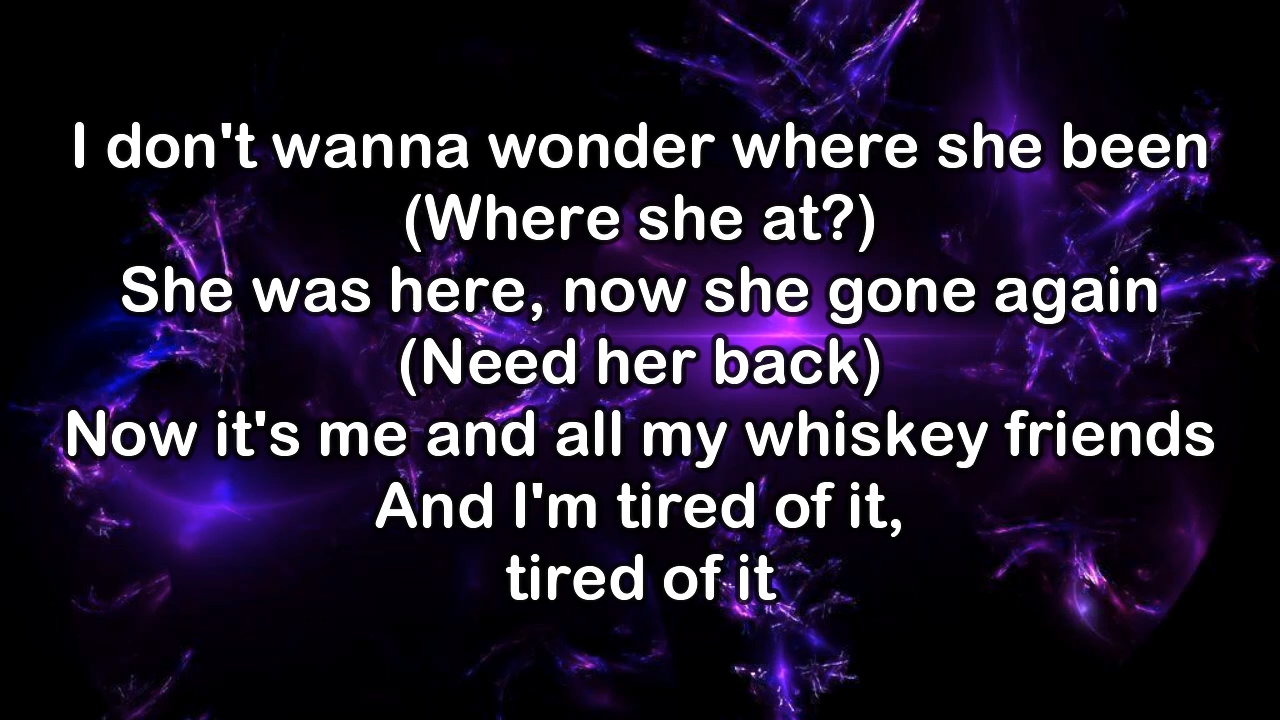 I don't wanna wonder where she been
(Where she at?)
She was here, now she gone again
(Need her back)
Now it's me and all my whiskey friends
And I'm tired of it,
tired of it